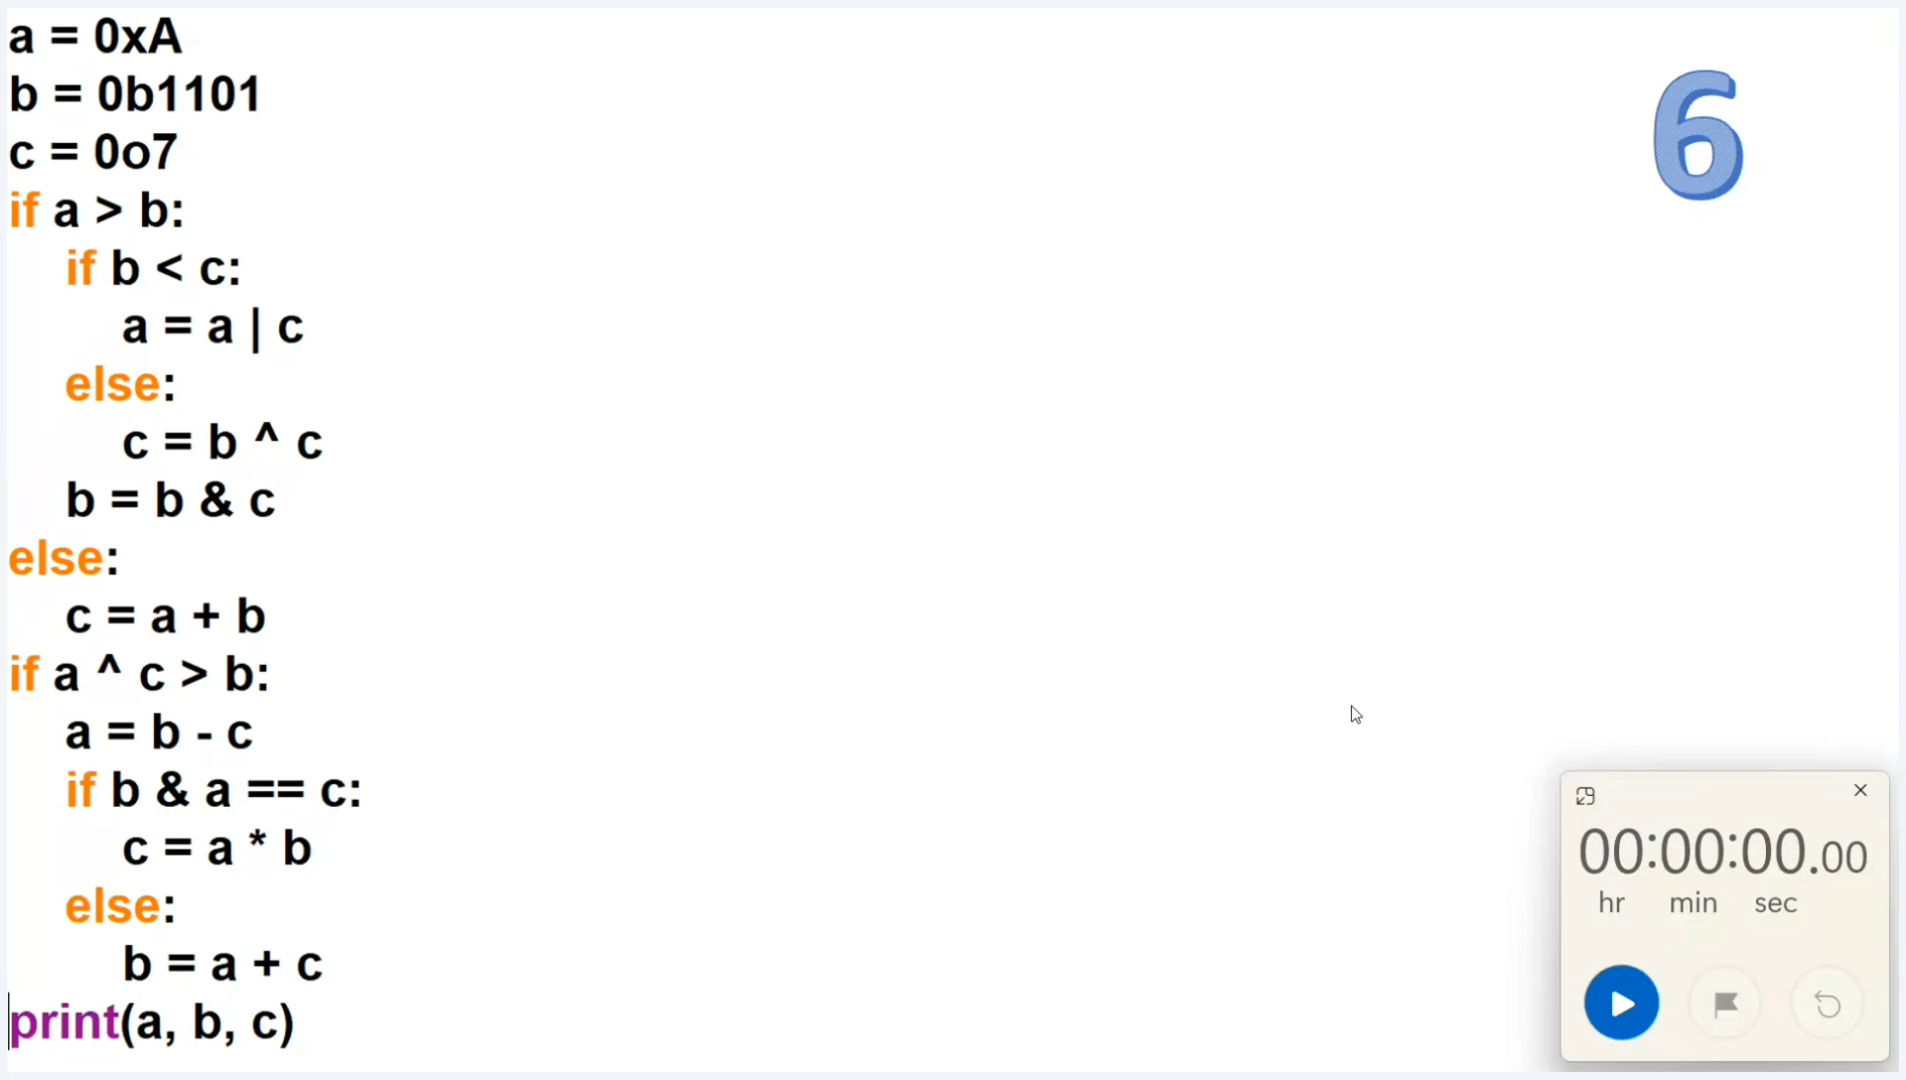 a = 0xA
b = 0b1101
c = 0o7
if a > b:
    if b < c:
        a = a | c
    else:
        c = b ^ c
    b = b & c
else:
    c = a + b
if a ^ c > b:
    a = b - c
    if b & a == c:
        c = a * b
    else:
        b = a + c
print(a, b, c)
6
00:00:00.00
hr min sec